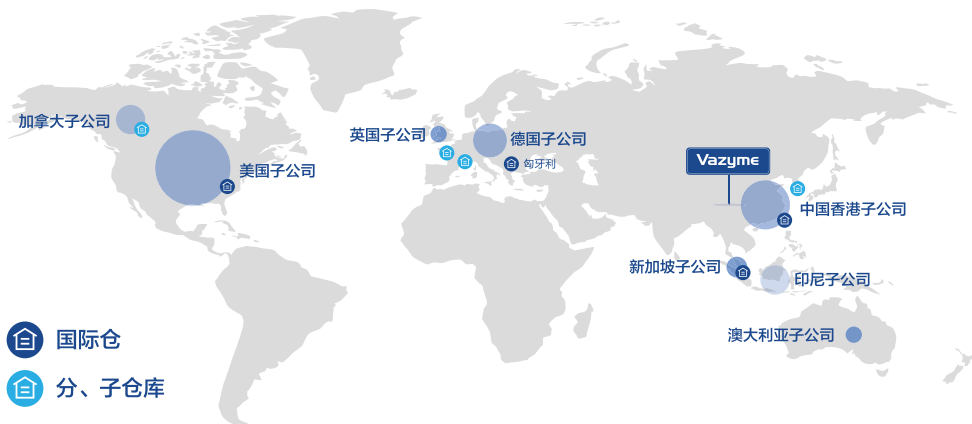 加拿大子公司
英国子公司
德国子公司
Vazyme
匈牙利
美国子公司
中国香港子公司
新加坡子公司
印尼子公司
澳大利亚子公司
国际仓
分、子仓库